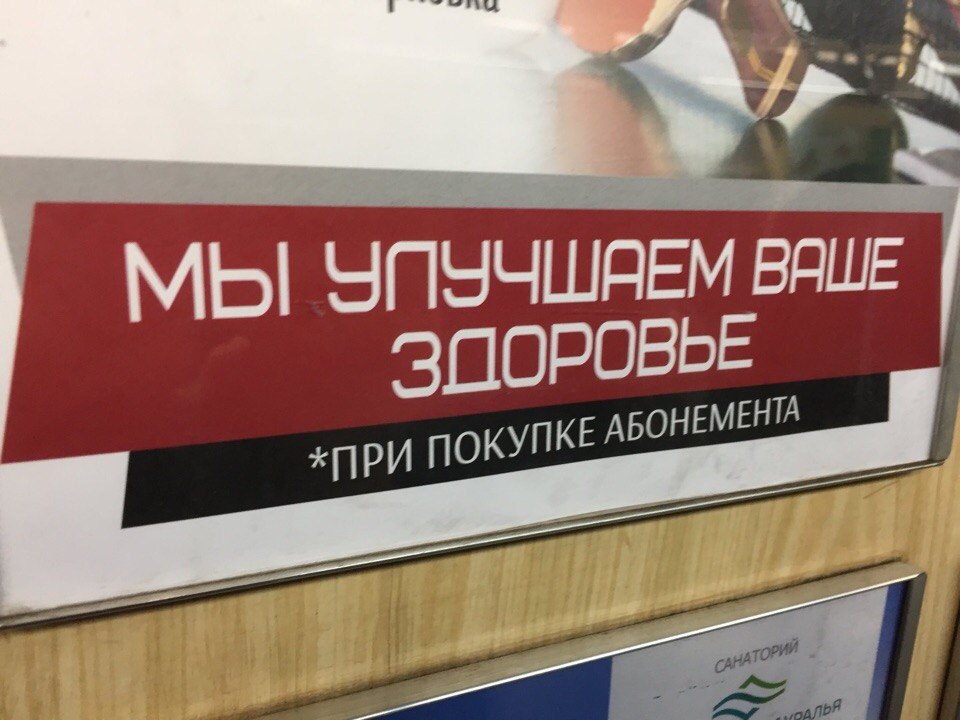 МЫ УЛУЧШАЕМ ВАШЕ
ЗДОРОВЬЕ
*ПРИ ПОКУПКЕ АБОНЕМЕНТА
САНАТОРИЙ